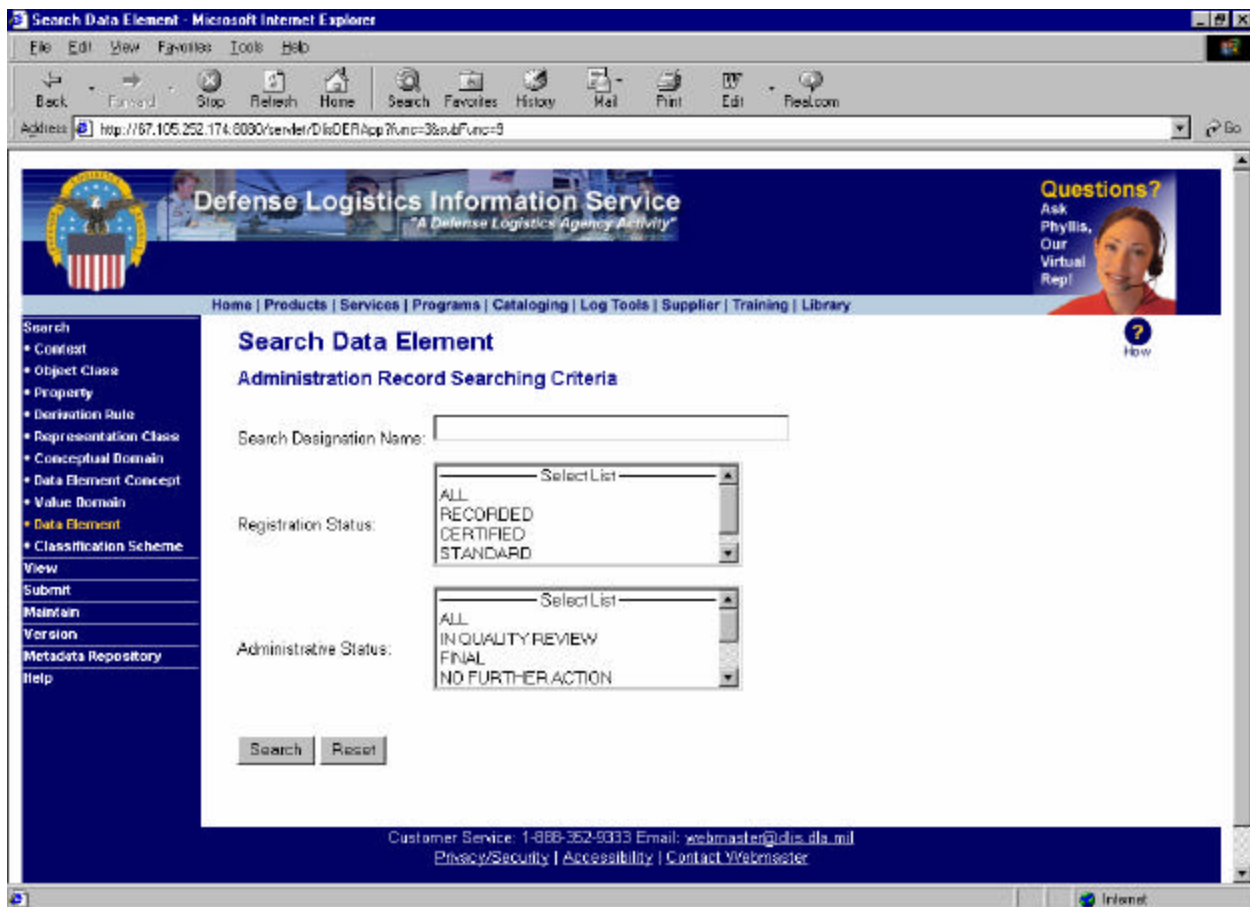 Search Data Element - Microsoft Internet Explorer
File Edit View Favorites Tools Help
Back Forward Stop Refresh Home Search Favorites History Mail Print Edit Real.com
Address http://67.105.252.174:8080/servlet/DlisDERApp?func=3&subFunc=9 Go
Defense Logistics Information Service
"A Defense Logistics Agency Activity"
Questions?
Ask
Phyllis,
Our
Virtual
Rep!
Home | Products | Services | Programs | Cataloging | Log Tools | Supplier | Training | Library
Search
• Context
• Object Class
• Property
• Derivation Rule
• Representation Class
• Conceptual Domain
• Data Element Concept
• Value Domain
• Data Element
• Classification Scheme
View
Submit
Maintain
Version
Metadata Repository
Help
Search Data Element
?
How
Administration Record Searching Criteria
Search Designation Name:
Registration Status:
Select List
ALL
RECORDED
CERTIFIED
STANDARD
Administrative Status:
Select List
ALL
IN QUALITY REVIEW
FINAL
NO FURTHER ACTION
Search Reset
Customer Service: 1-888-352-9333 Email: webmaster@dlis.dla.mil
Privacy/Security | Accessibility | Contact Webmaster
Internet